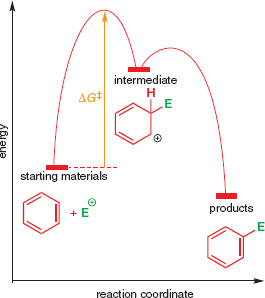 energy
ΔG‡
intermediate
H
E
⊕
starting materials
+ E⊕
products
E
reaction coordinate